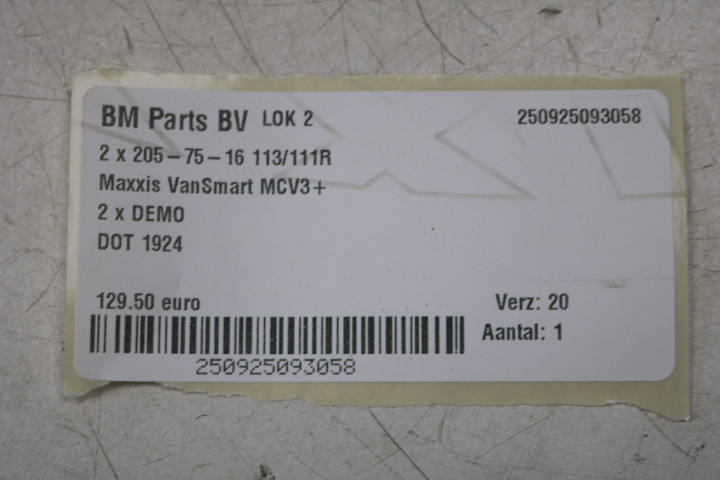 BM Parts BV LOK 2 250925093058
2 x 205-75-16 113/111R
Maxxis VanSmart MCV3+
2 x DEMO
DOT 1924
129.50 euro Verz: 20
Aantal: 1
250925093058